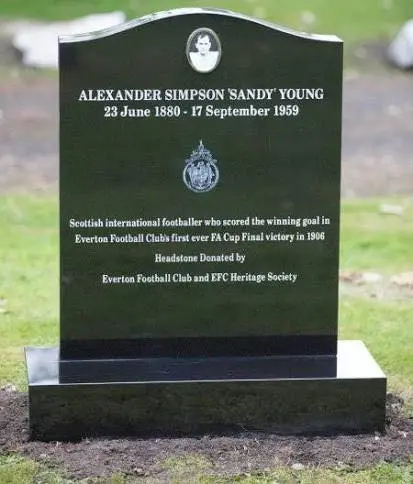 ALEXANDER SIMPSON 'SANDY' YOUNG
23 June 1880 - 17 September 1959
Scottish international footballer who scored the winning goal in
Everton Football Club's first ever FA Cup Final victory in 1906
Headstone Donated by
Everton Football Club and EFC Heritage Society